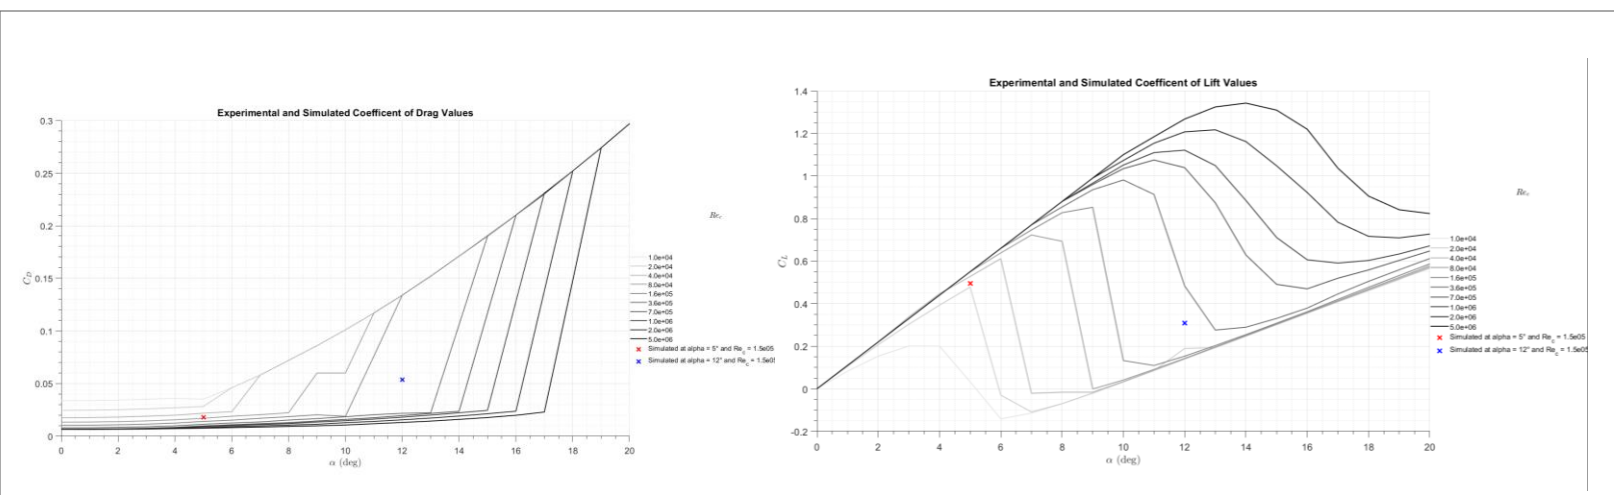 Experimental and Simulated Coefficent of Drag Values
0.3
0.25
0.2
0.15
0.1
0.05
0
C_D
0 2 4 6 8 10 12 14 16 18 20
α (deg)
Re_c
1.0e+04
2.0e+04
4.0e+04
8.0e+04
1.6e+05
3.6e+05
7.0e+05
1.0e+06
2.0e+06
5.0e+06
Simulated at alpha = 5° and Re_c = 1.5e05
Simulated at alpha = 12° and Re_c = 1.5e05
Experimental and Simulated Coefficent of Lift Values
1.4
1.2
1
0.8
0.6
0.4
0.2
0
-0.2
C_L
0 2 4 6 8 10 12 14 16 18 20
α (deg)
Re_c
1.0e+04
2.0e+04
4.0e+04
8.0e+04
1.6e+05
3.6e+05
7.0e+05
1.0e+06
2.0e+06
5.0e+06
Simulated at alpha = 5° and Re_c = 1.5e05
Simulated at alpha = 12° and Re_c = 1.5e05